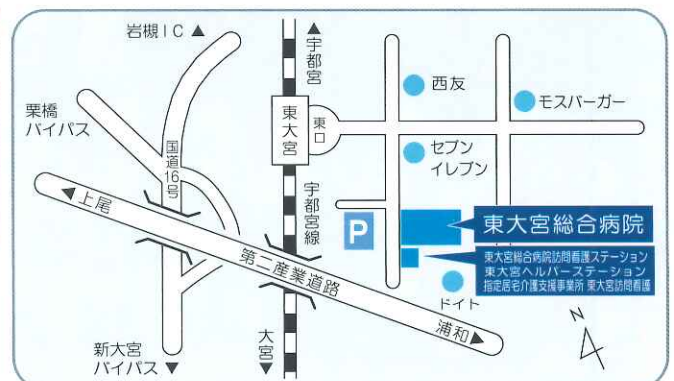 岩槻IC▲
▲宇都宮
栗橋
バイパス
国道16号
東大宮
東口
西友
モスバーガー
セブン
イレブン
◀上尾
第二産業道路
浦和▶
宇都宮線
P
東大宮総合病院
東大宮総合病院訪問看護ステーション
東大宮ヘルパーステーション
指定居宅介護支援事業所 東大宮訪問看護
ドイト
新大宮
バイパス▼
大宮▼
N